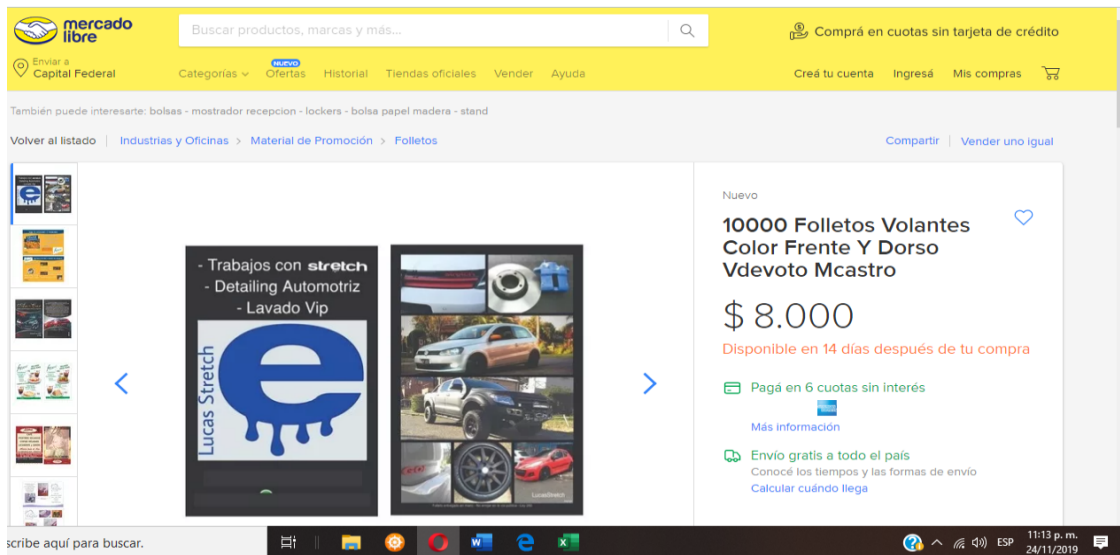 mercado
libre
Buscar productos, marcas y más...
Comprá en cuotas sin tarjeta de crédito
Enviar a
Capital Federal
Categorías
NUEVO
Ofertas
Historial
Tiendas oficiales
Vender
Ayuda
Creá tu cuenta
Ingresá
Mis compras
También puede interesarte: bolsas - mostrador recepcion - lockers - bolsa papel madera - stand
Volver al listado
Industrias y Oficinas > Material de Promoción > Folletos
Compartir
Vender uno igual
- Trabajos con stretch
- Detailing Automotriz
- Lavado Vip
Lucas Stretch
e
LucasStretch
Nuevo
10000 Folletos Volantes
Color Frente Y Dorso
Vdevoto Mcastro
$ 8.000
Disponible en 14 días después de tu compra
Pagá en 6 cuotas sin interés
Más información
Envío gratis a todo el país
Conocé los tiempos y las formas de envío
Calcular cuándo llega
scribe aquí para buscar.
ESP
11:13 p. m.
24/11/2019